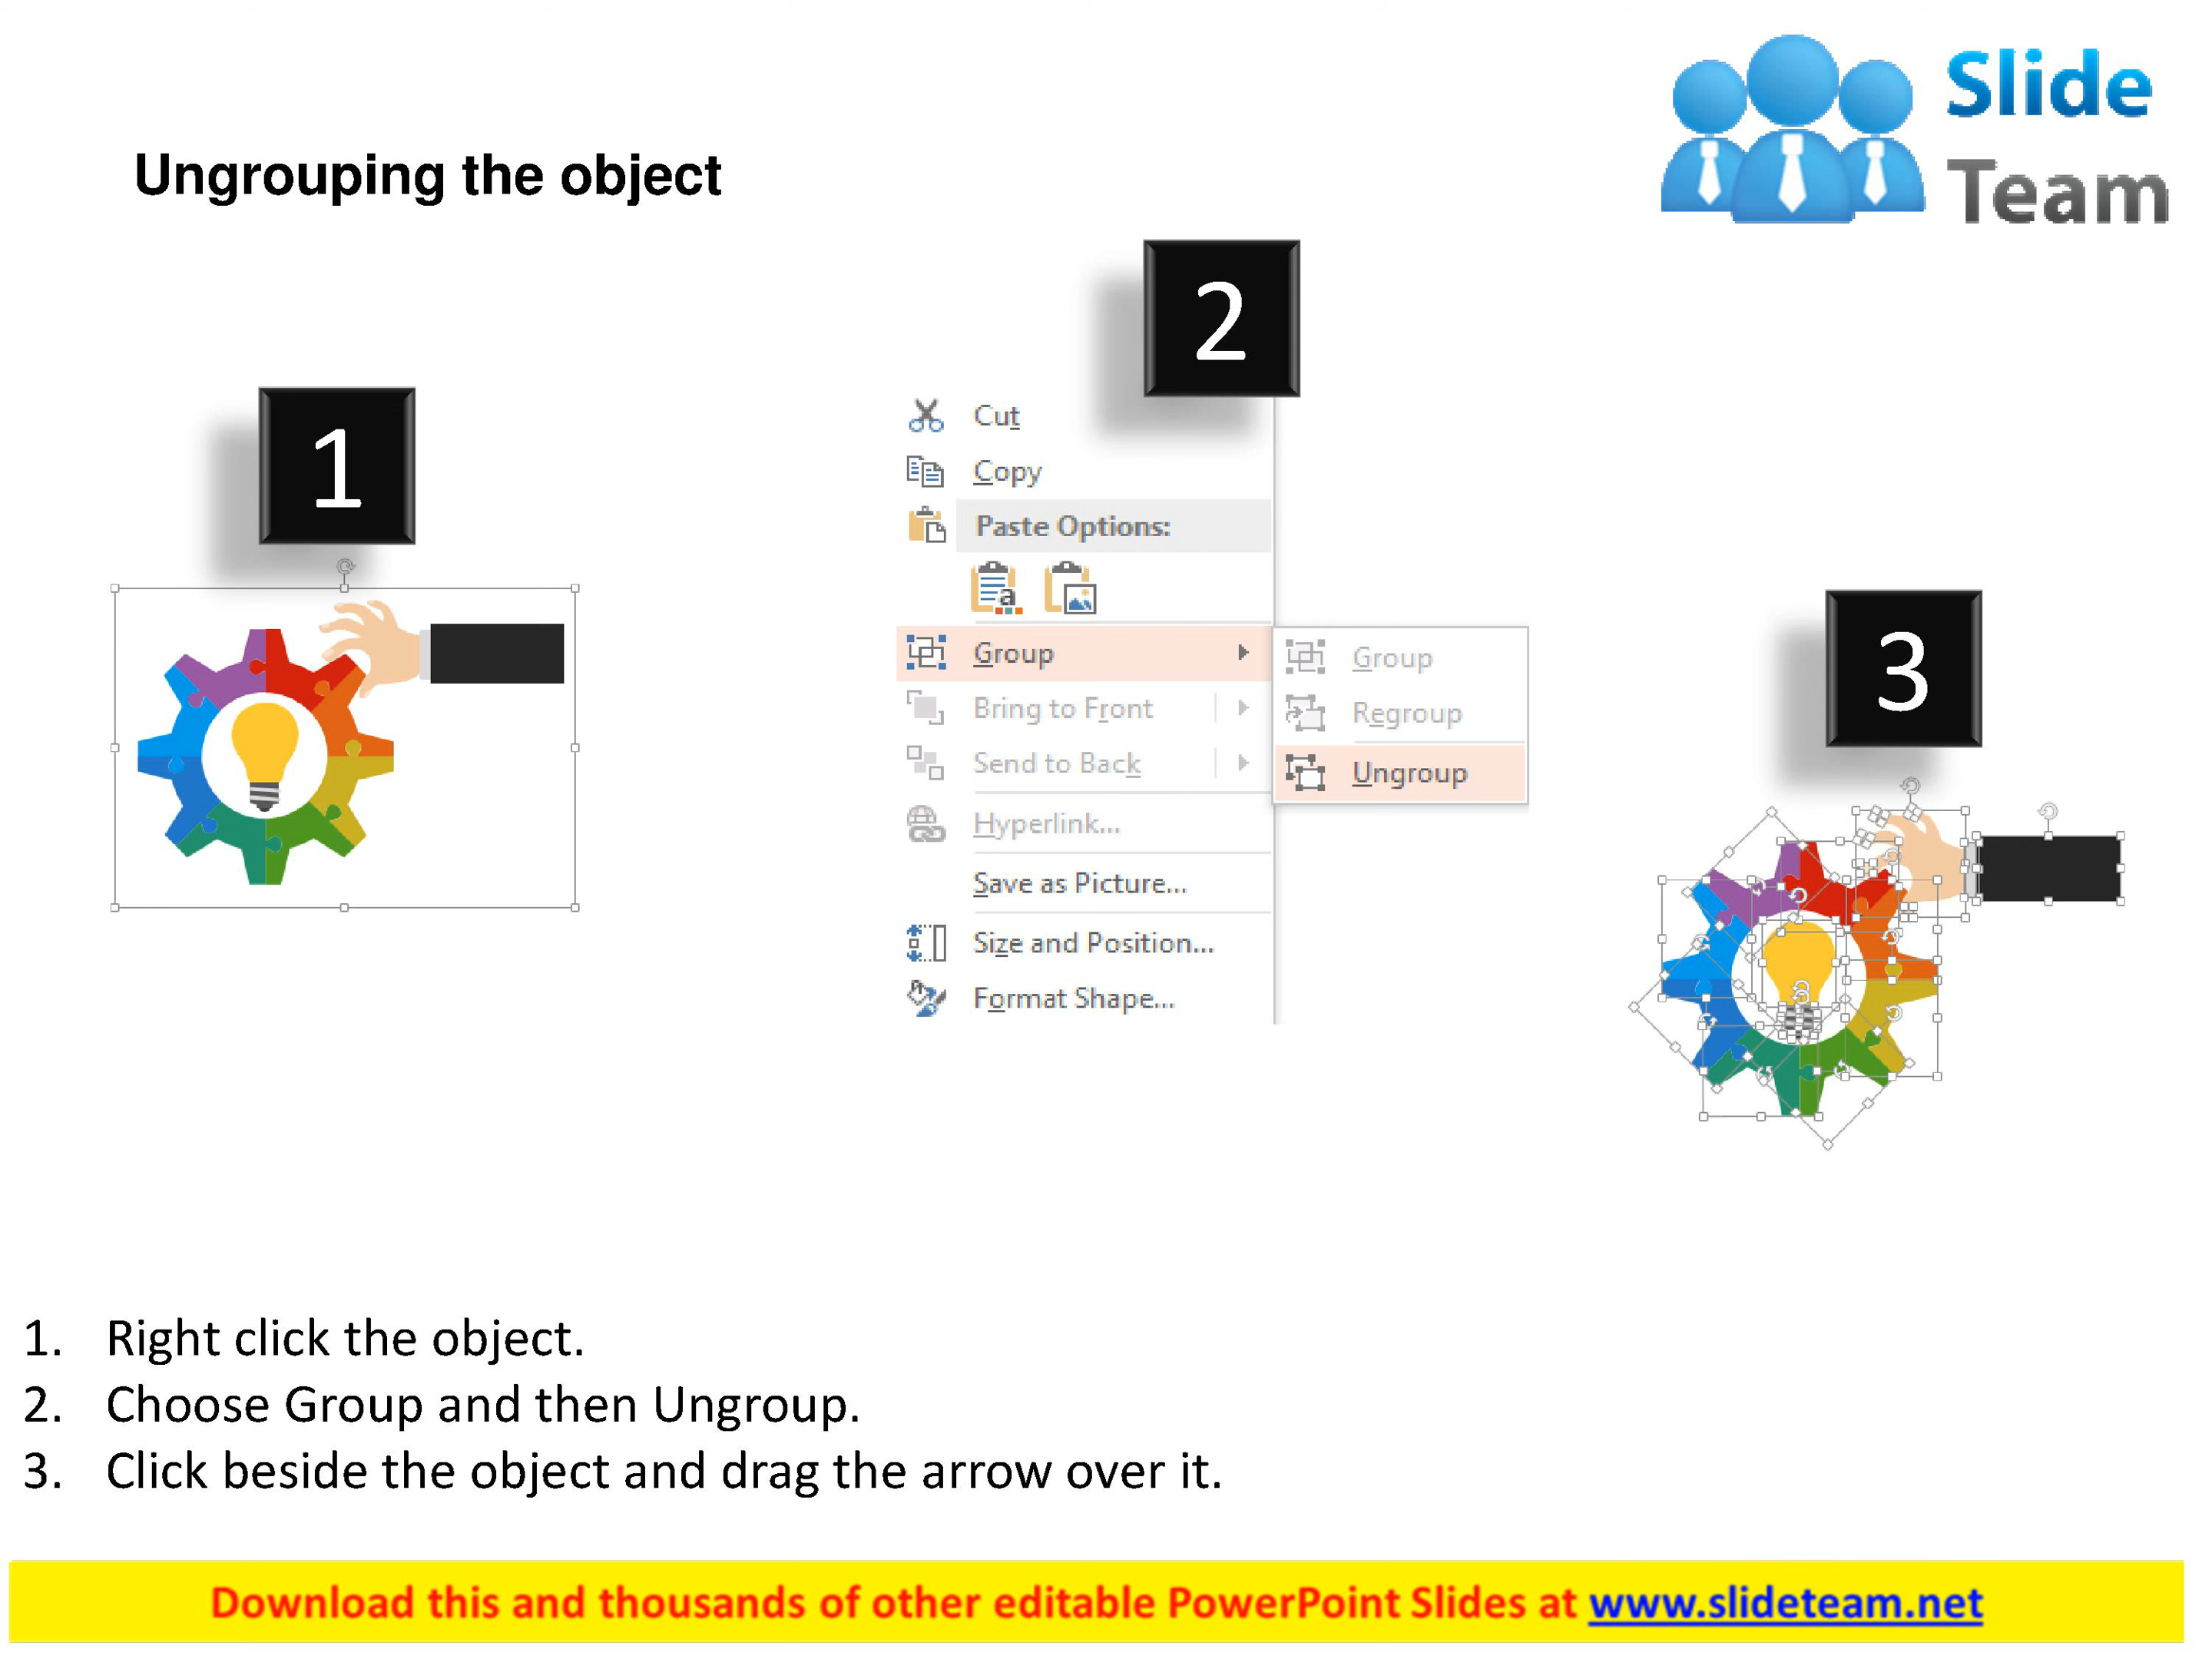 Slide
Team
Ungrouping the object
1
2
3
Cut
Copy
Paste Options:
a
Group
Bring to Front
Send to Back
Hyperlink...
Save as Picture...
Size and Position...
Format Shape...
Group
Regroup
Ungroup
1. Right click the object.
2. Choose Group and then Ungroup.
3. Click beside the object and drag the arrow over it.
Download this and thousands of other editable PowerPoint Slides at www.slideteam.net